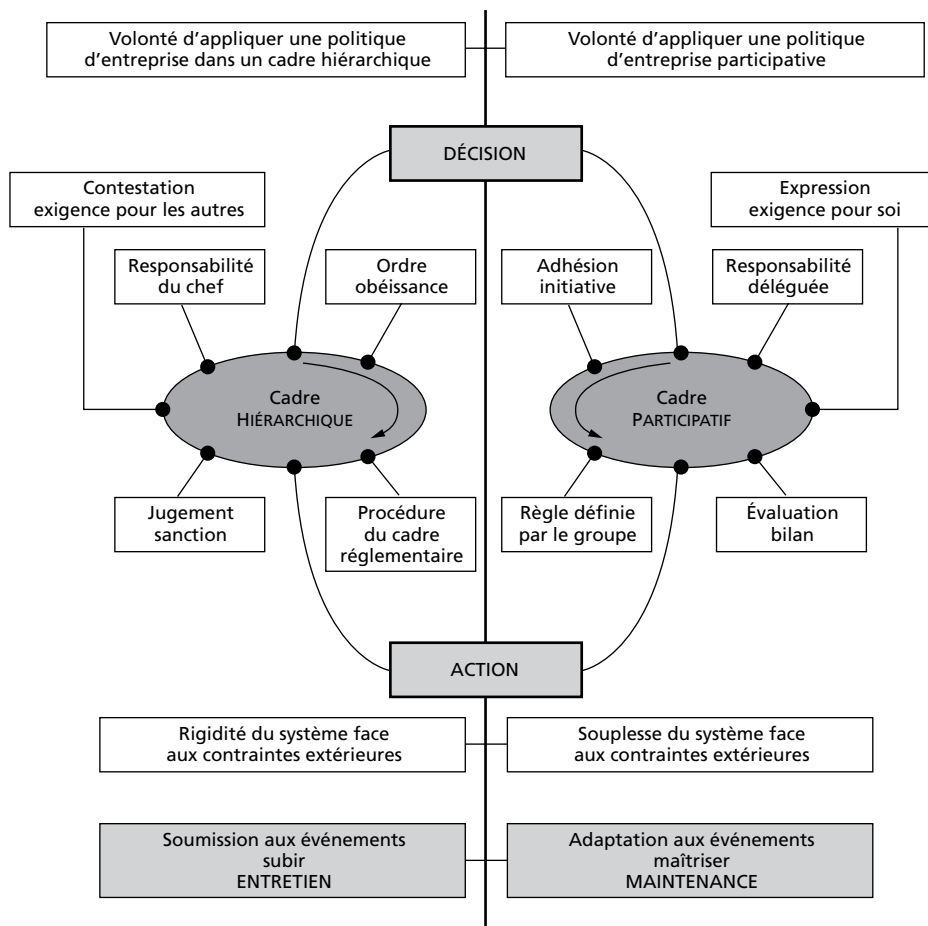 Volonté d'appliquer une politique
d'entreprise dans un cadre hiérarchique
Volonté d'appliquer une politique
d'entreprise participative
DÉCISION
Contestation
exigence pour les autres
Expression
exigence pour soi
Responsabilité
du chef
Ordre
obéissance
Adhésion
initiative
Responsabilité
déléguée
Cadre
HIÉRARCHIQUE
Cadre
PARTICIPATIF
Jugement
sanction
Procédure
du cadre
réglementaire
Règle définie
par le groupe
Évaluation
bilan
ACTION
Rigidité du système face
aux contraintes extérieures
Souplesse du système face
aux contraintes extérieures
Soumission aux événements
subir
ENTRETIEN
Adaptation aux événements
maîtriser
MAINTENANCE